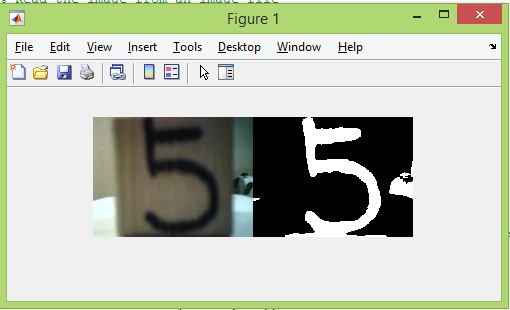 % Read the image from an image file
Figure 1
File Edit View Insert Tools Desktop Window Help
5 5